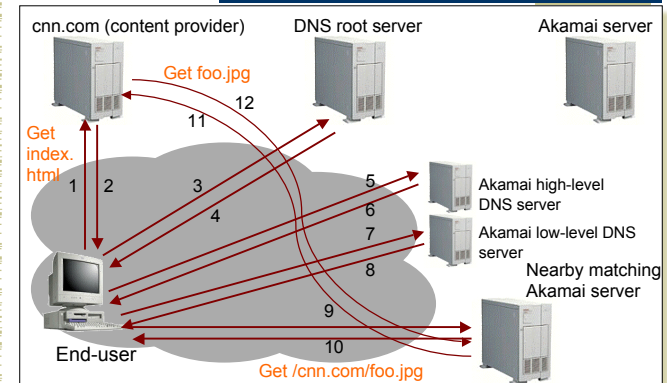 cnn.com (content provider)
DNS root server
Akamai server
Get foo.jpg
12
11
Get
index.
html
1
2
3
4
5
6
7
8
Akamai high-level
DNS server
Akamai low-level DNS
server
Nearby matching
Akamai server
9
10
End-user
Get /cnn.com/foo.jpg